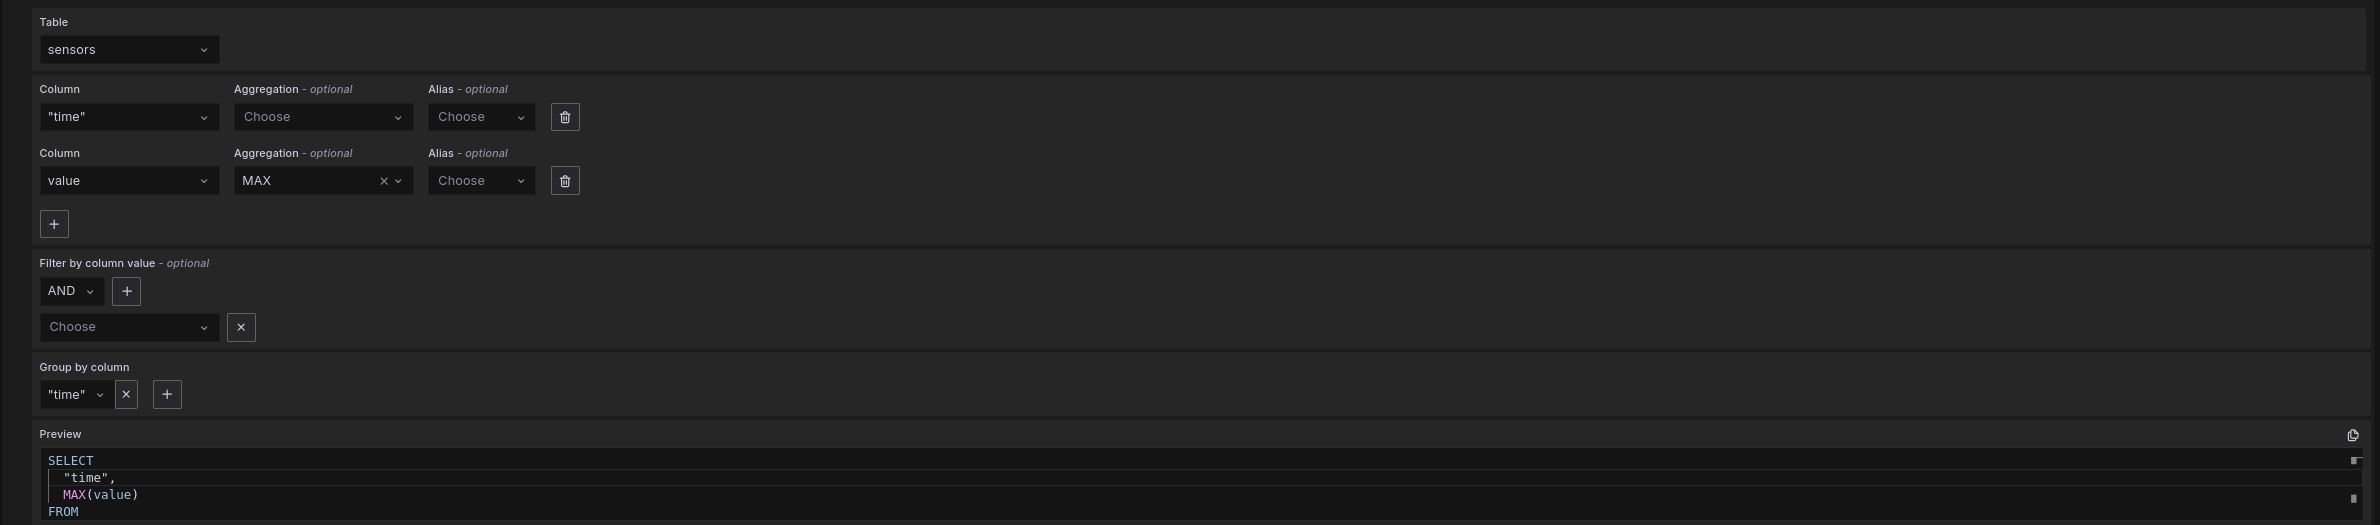 Table
sensors
Column Aggregation - optional Alias - optional
"time" Choose Choose
Column Aggregation - optional Alias - optional
value MAX Choose
Filter by column value - optional
AND
Choose
Group by column
"time"
Preview
SELECT
"time",
MAX(value)
FROM